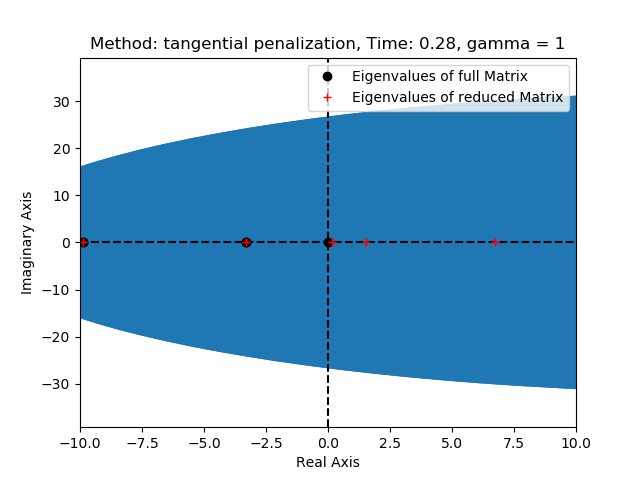 Method: tangential penalization, Time: 0.28, gamma = 1
Eigenvalues of full Matrix
Eigenvalues of reduced Matrix
30
20
10
0
−10
−20
−30
Imaginary Axis
−10.0 −7.5 −5.0 −2.5 0.0 2.5 5.0 7.5 10.0
Real Axis